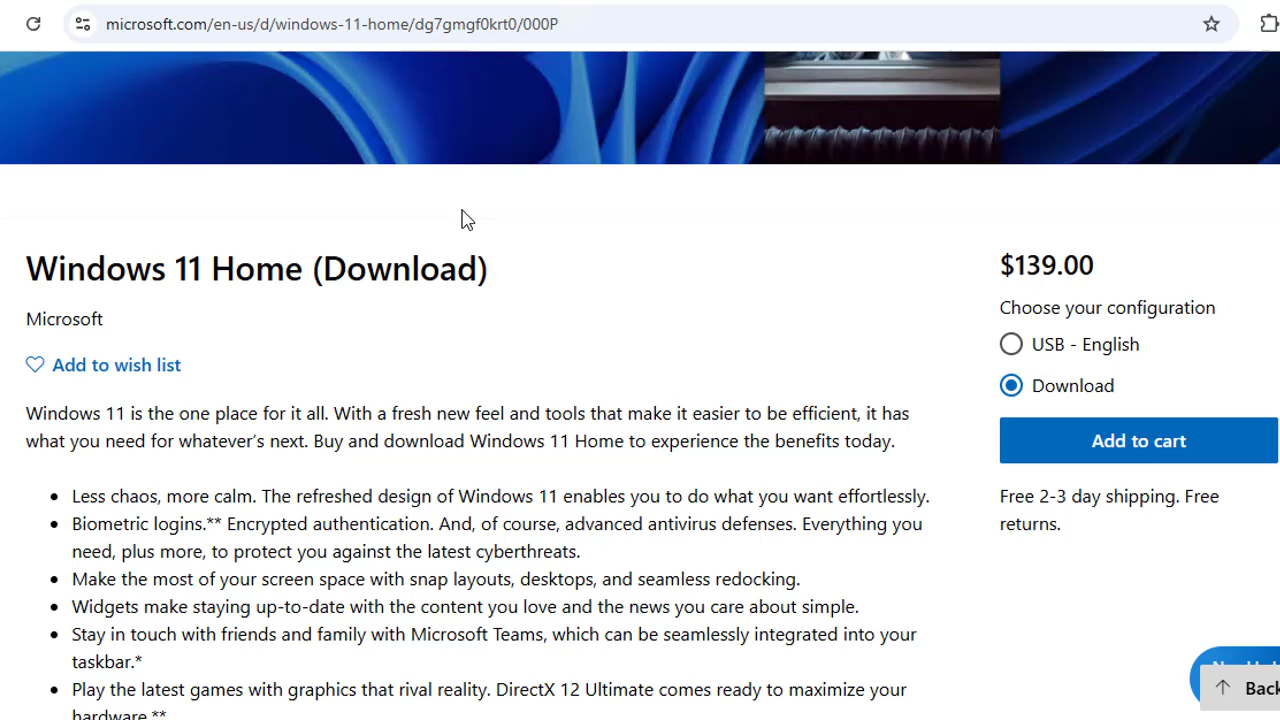 microsoft.com/en-us/d/windows-11-home/dg7gmgf0krt0/000P
Windows 11 Home (Download)
Microsoft
Add to wish list
Windows 11 is the one place for it all. With a fresh new feel and tools that make it easier to be efficient, it has
what you need for whatever's next. Buy and download Windows 11 Home to experience the benefits today.
• Less chaos, more calm. The refreshed design of Windows 11 enables you to do what you want effortlessly.
• Biometric logins.** Encrypted authentication. And, of course, advanced antivirus defenses. Everything you
need, plus more, to protect you against the latest cyberthreats.
• Make the most of your screen space with snap layouts, desktops, and seamless redocking.
• Widgets make staying up-to-date with the content you love and the news you care about simple.
• Stay in touch with friends and family with Microsoft Teams, which can be seamlessly integrated into your
taskbar.*
• Play the latest games with graphics that rival reality. DirectX 12 Ultimate comes ready to maximize your
hardware.**
$139.00
Choose your configuration
USB - English
Download
Add to cart
Free 2-3 day shipping. Free
returns.
Back